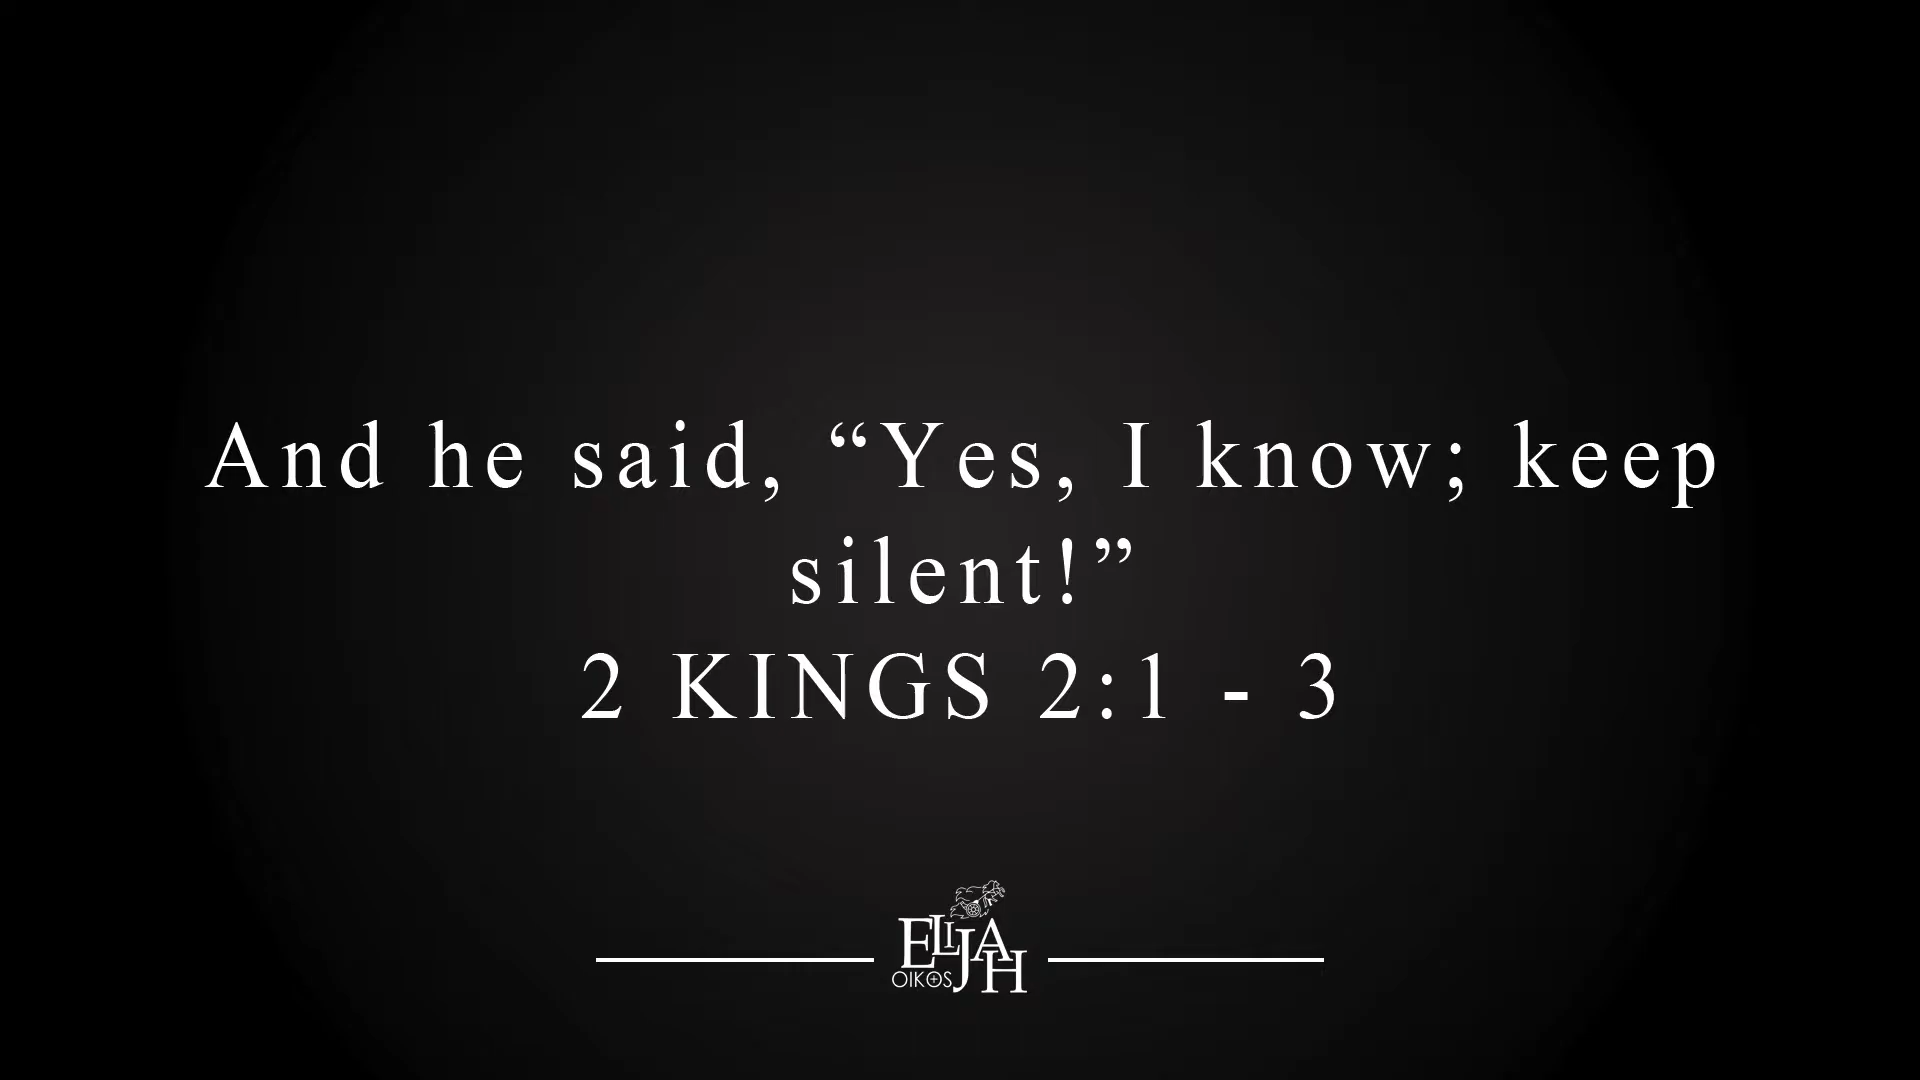 And he said, “Yes, I know; keep
silent!”
2 KINGS 2:1 - 3
ELIJAH
OIKOS